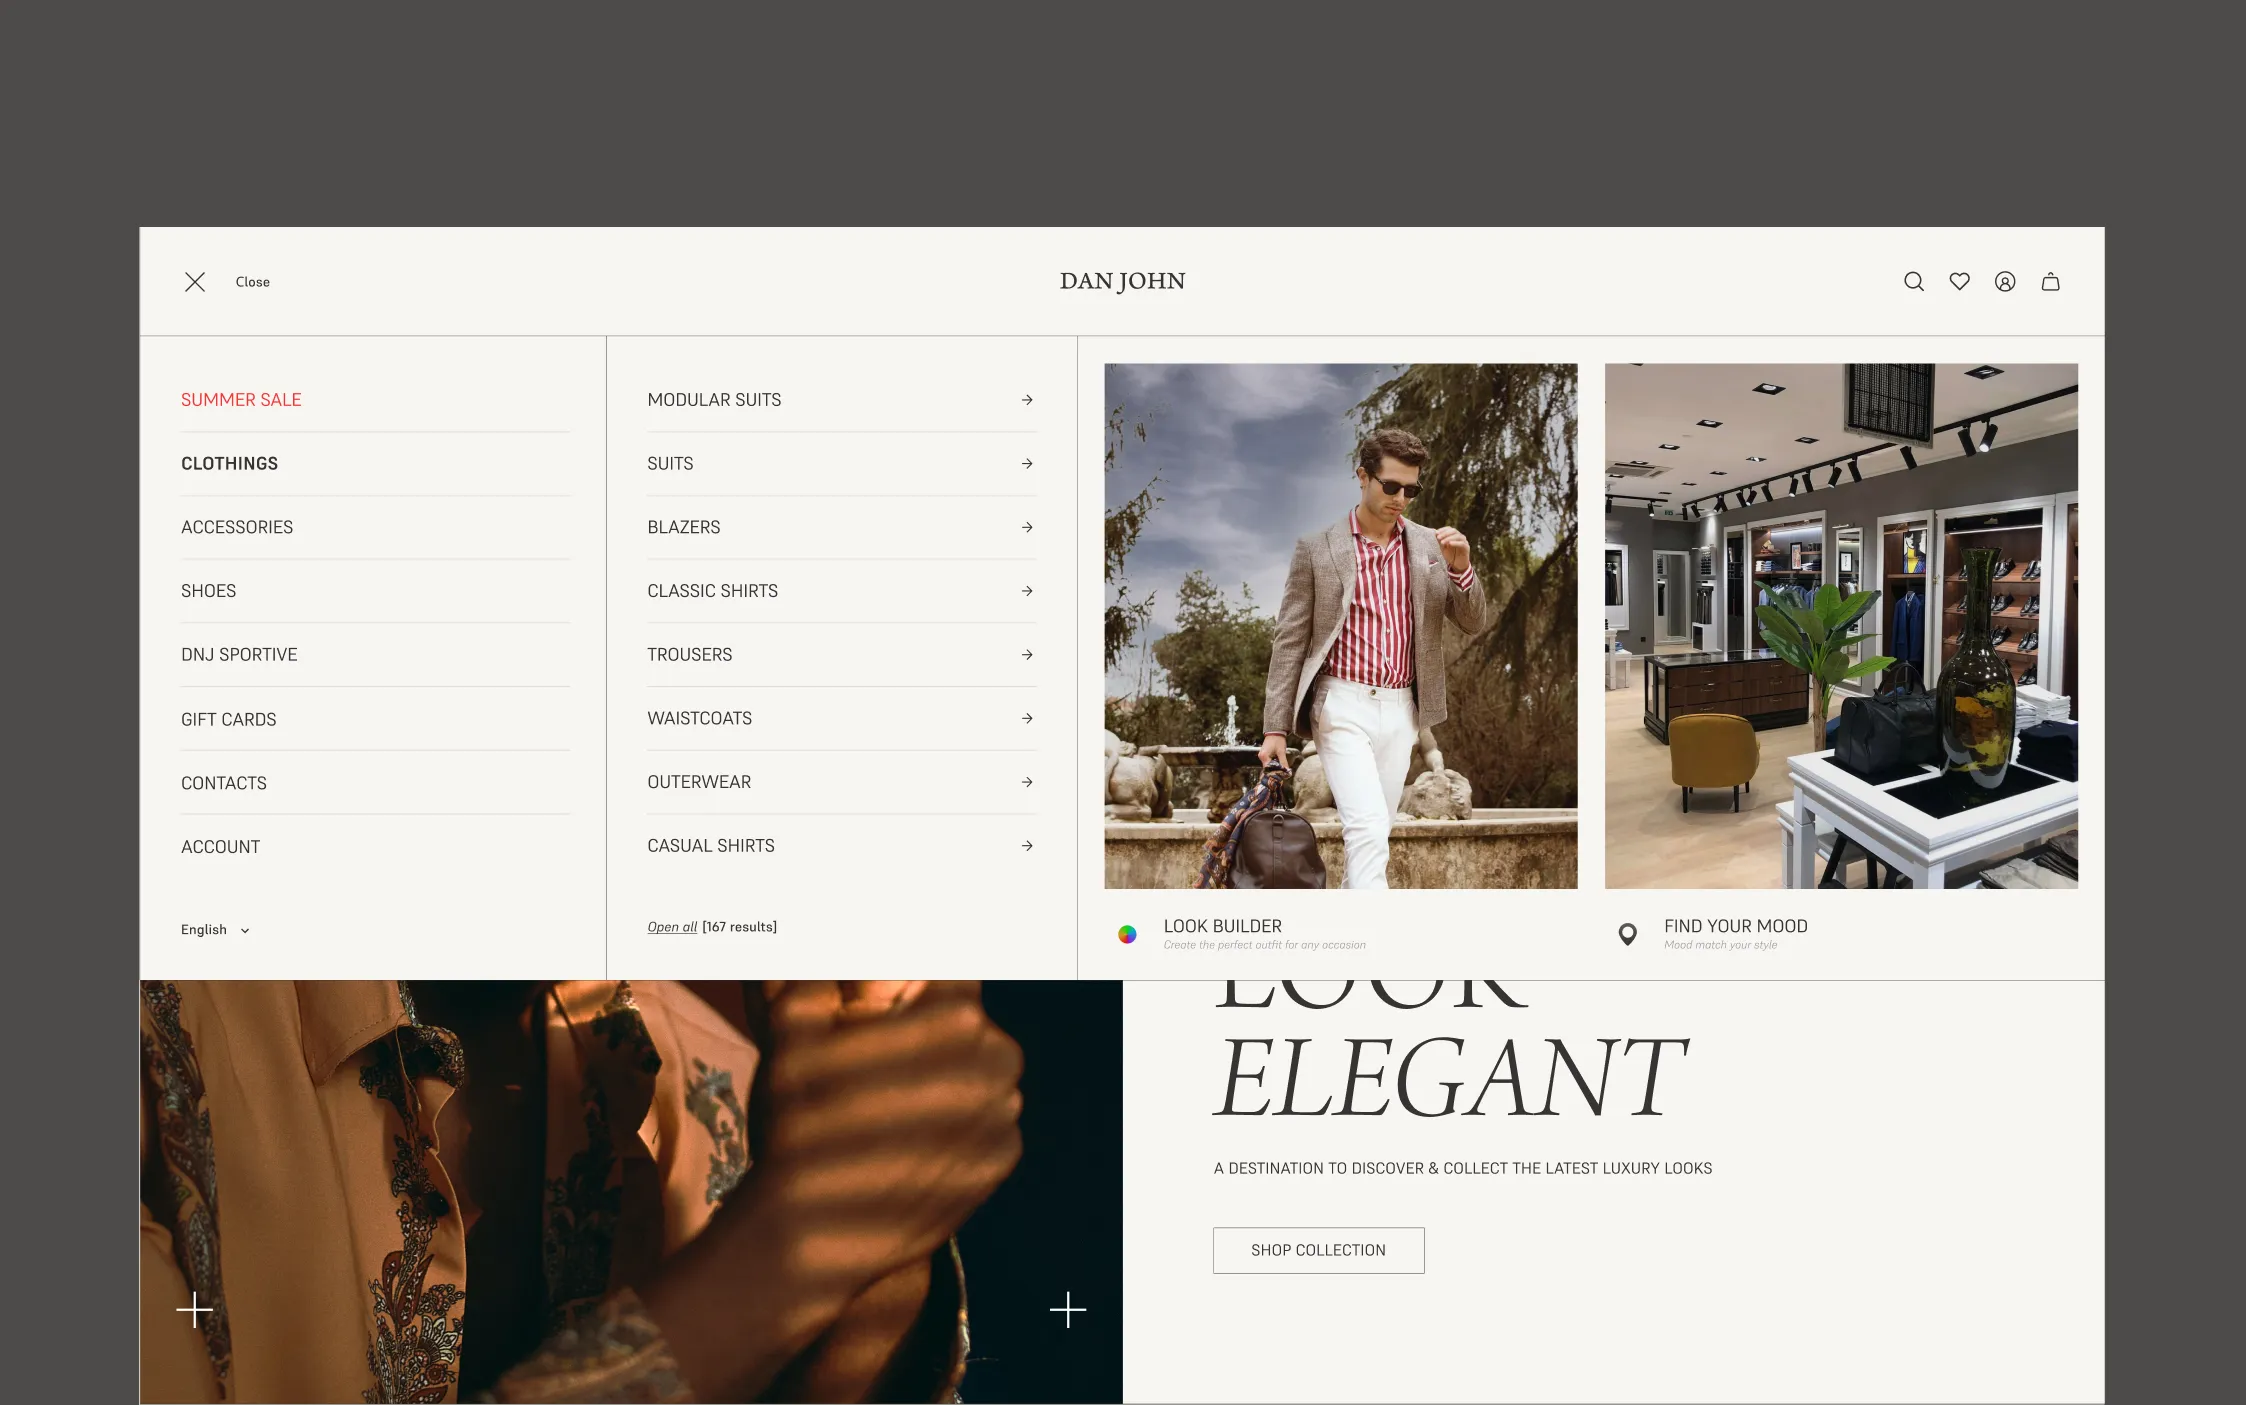 Close
DAN JOHN
SUMMER SALE
CLOTHINGS
ACCESSORIES
SHOES
DNJ SPORTIVE
GIFT CARDS
CONTACTS
ACCOUNT
English
MODULAR SUITS
SUITS
BLAZERS
CLASSIC SHIRTS
TROUSERS
WAISTCOATS
OUTERWEAR
CASUAL SHIRTS
Open all [167 results]
LOOK BUILDER
Create the perfect outfit for any occasion
FIND YOUR MOOD
Mood match your style
LOOK
ELEGANT
A DESTINATION TO DISCOVER & COLLECT THE LATEST LUXURY LOOKS
SHOP COLLECTION